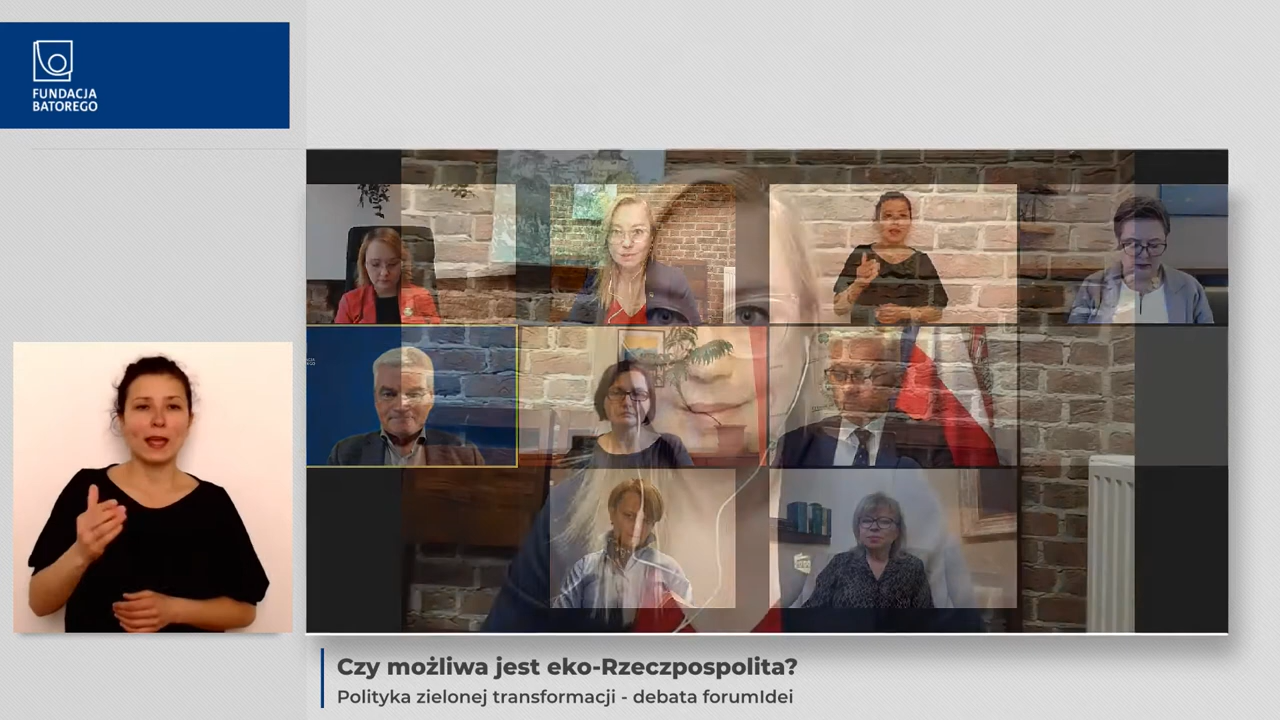 FUNDACJA
BATOREGO
Czy możliwa jest eko-Rzeczpospolita?
Polityka zielonej transformacji - debata forumIdei